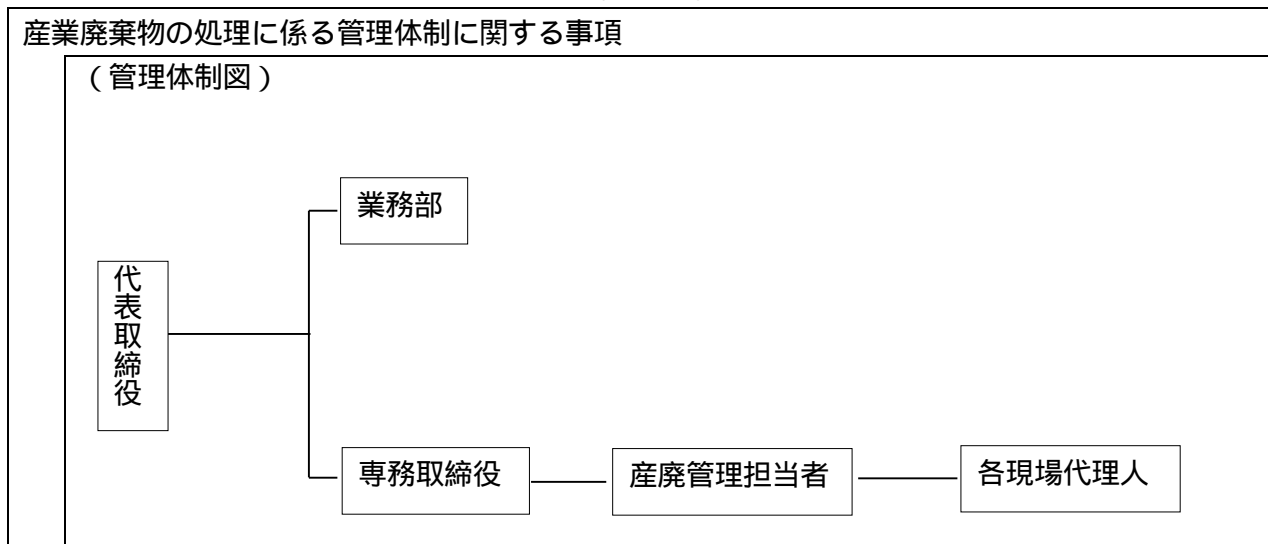 産業廃棄物の処理に係る管理体制に関する事項
（管理体制図）
業務部
代表取締役
専務取締役
産廃管理担当者
各現場代理人